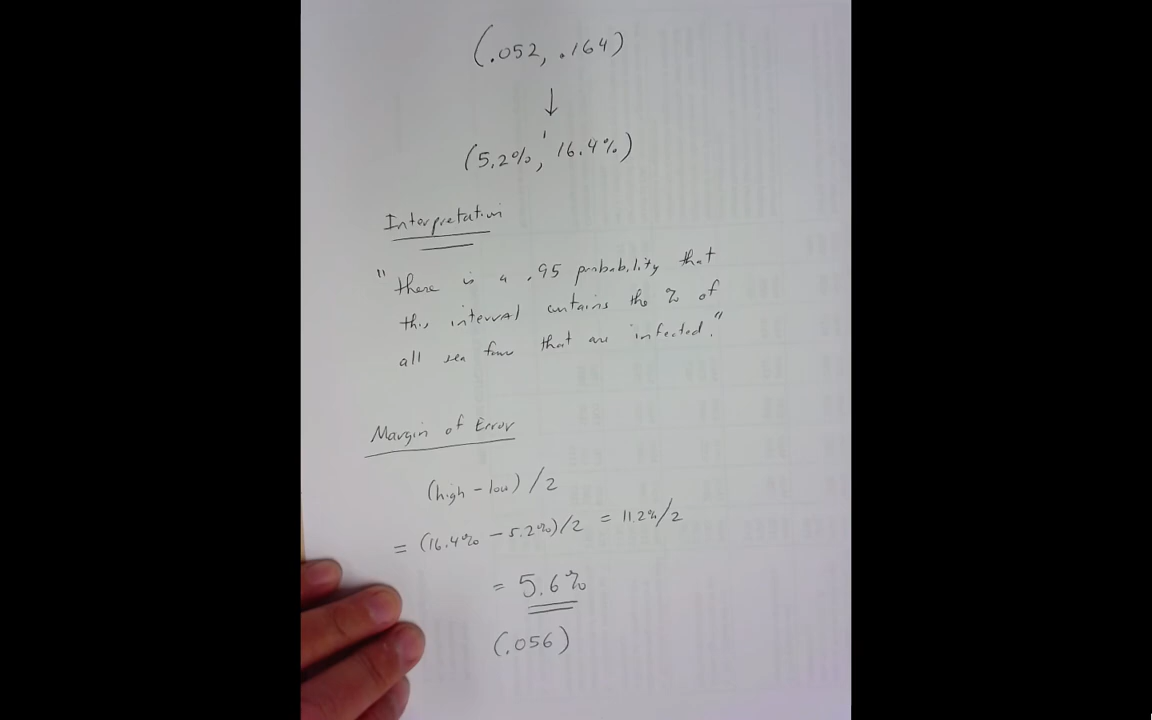 (.052, .164)
↓
(5.2%, 16.4%)
Interpretation
"there is a .95 probability that
this interval contains the % of
all sea fans that are infected."
Margin of Error
(high - low) /2
= (16.4% - 5.2%)/2 = 11.2%/2
= 5.6%
(.056)